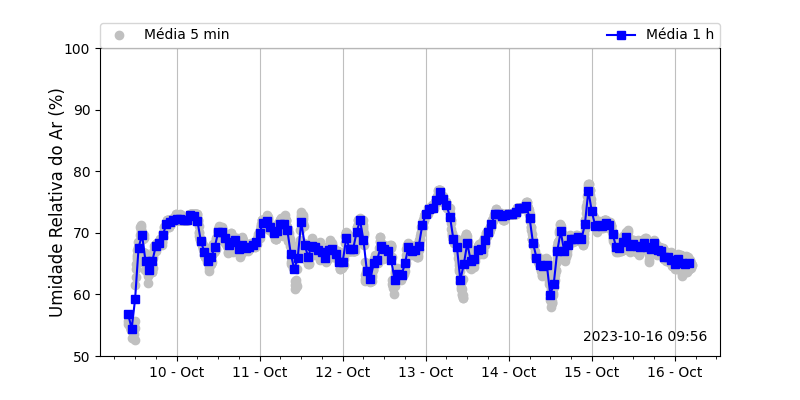 Média 5 min
Média 1 h
Umidade Relativa do Ar (%)
100
90
80
70
60
50
2023-10-16 09:56
10 - Oct
11 - Oct
12 - Oct
13 - Oct
14 - Oct
15 - Oct
16 - Oct